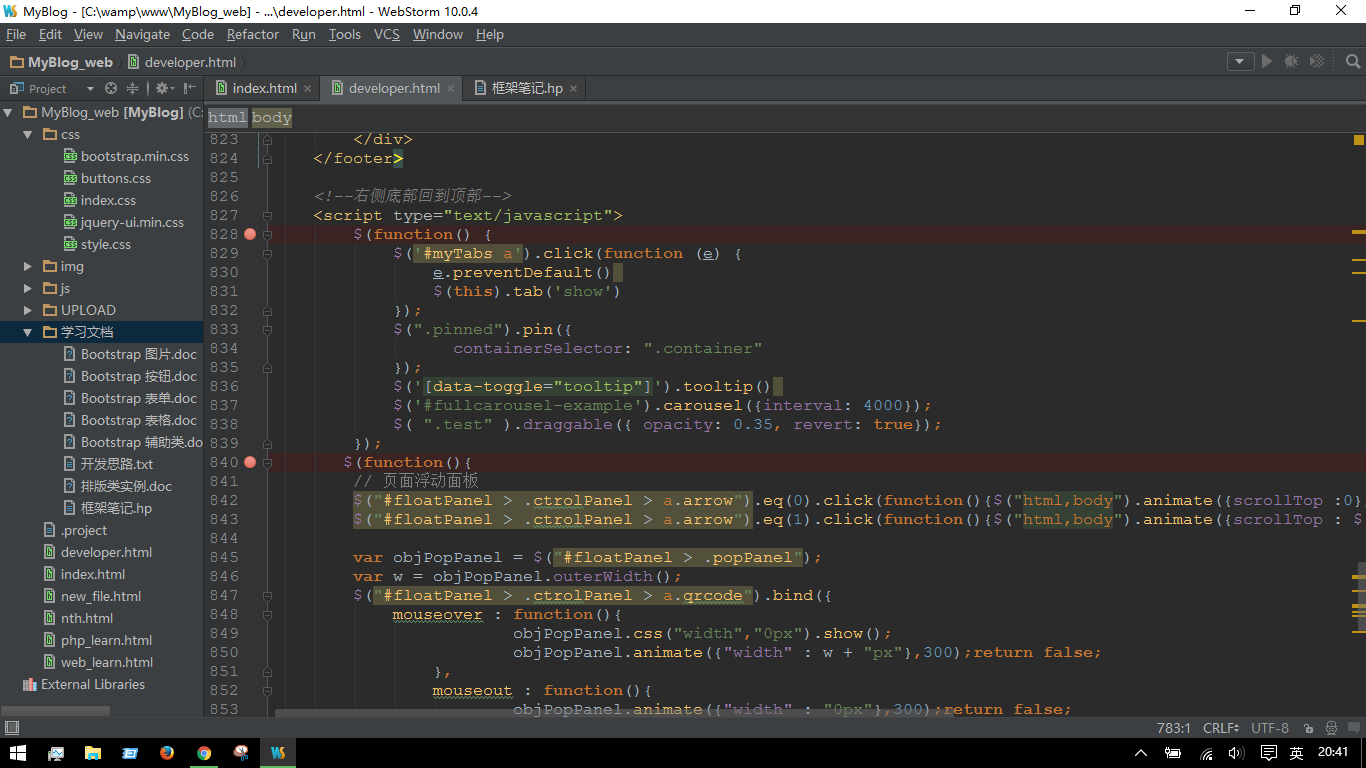 MyBlog - [C:\wamp\www\MyBlog_web] - ...\developer.html - WebStorm 10.0.4
File Edit View Navigate Code Refactor Run Tools VCS Window Help
MyBlog_web developer.html
Project
index.html developer.html 框架笔记.hp
html body
MyBlog_web [MyBlog] (C:
css
bootstrap.min.css
buttons.css
index.css
jquery-ui.min.css
style.css
img
js
UPLOAD
学习文档
Bootstrap 图片.doc
Bootstrap 按钮.doc
Bootstrap 表单.doc
Bootstrap 表格.doc
Bootstrap 辅助类.do
开发思路.txt
排版类实例.doc
框架笔记.hp
.project
developer.html
index.html
new_file.html
nth.html
php_learn.html
web_learn.html
External Libraries
823 </div>
824 </footer>
825
826 <!--右侧底部回到顶部-->
827 <script type="text/javascript">
828 $(function() {
829 $('#myTabs a').click(function (e) {
830 e.preventDefault()
831 $(this).tab('show')
832 });
833 $(".pinned").pin({
834 containerSelector: ".container"
835 });
836 $('[data-toggle="tooltip"]').tooltip()
837 $('#fullcarousel-example').carousel({interval: 4000});
838 $( ".test" ).draggable({ opacity: 0.35, revert: true});
839 });
840 $(function(){
841 // 页面浮动面板
842 $("#floatPanel > .ctrolPanel > a.arrow").eq(0).click(function(){$("html,body").animate({scrollTop :0}
843 $("#floatPanel > .ctrolPanel > a.arrow").eq(1).click(function(){$("html,body").animate({scrollTop : $
844
845 var objPopPanel = $("#floatPanel > .popPanel");
846 var w = objPopPanel.outerWidth();
847 $("#floatPanel > .ctrolPanel > a.qrcode").bind({
848 mouseover : function(){
849 objPopPanel.css("width","0px").show();
850 objPopPanel.animate({"width" : w + "px"},300);return false;
851 },
852 mouseout : function(){
853 objPopPanel.animate({"width" : "0px"},300);return false;
783:1 CRLF UTF-8
英 20:41